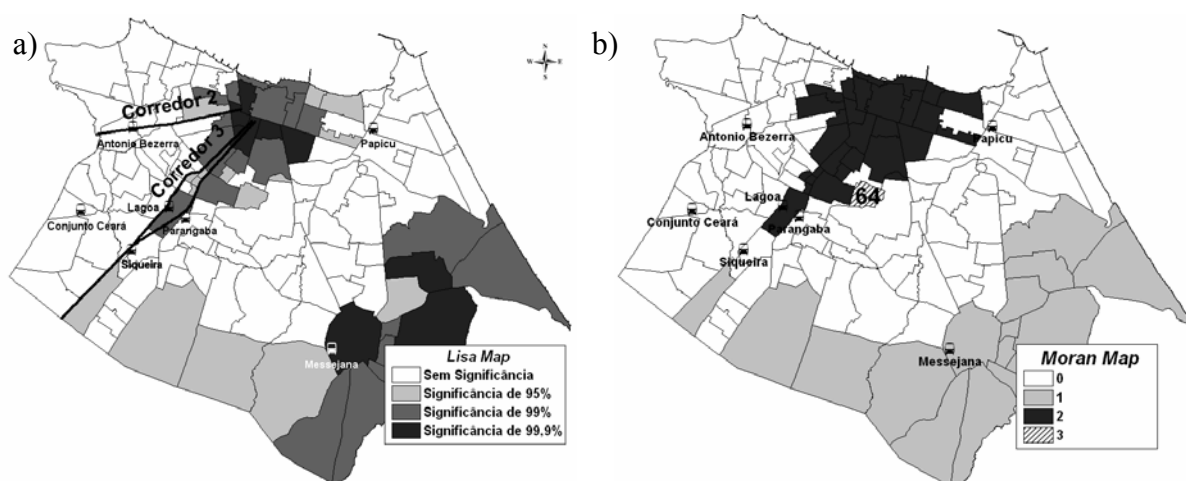 a)
N
W E
S
Corredor 2
Antonio Bezerra
Corredor 3
Papicu
Lagoa
Conjunto Ceará
Parangaba
Siqueira
Messejana
Lisa Map
Sem Significância
Significância de 95%
Significância de 99%
Significância de 99,9%
b)
Antonio Bezerra
Papicu
64
Lagoa
Conjunto Ceará
Parangaba
Siqueira
Messejana
Moran Map
0
1
2
3